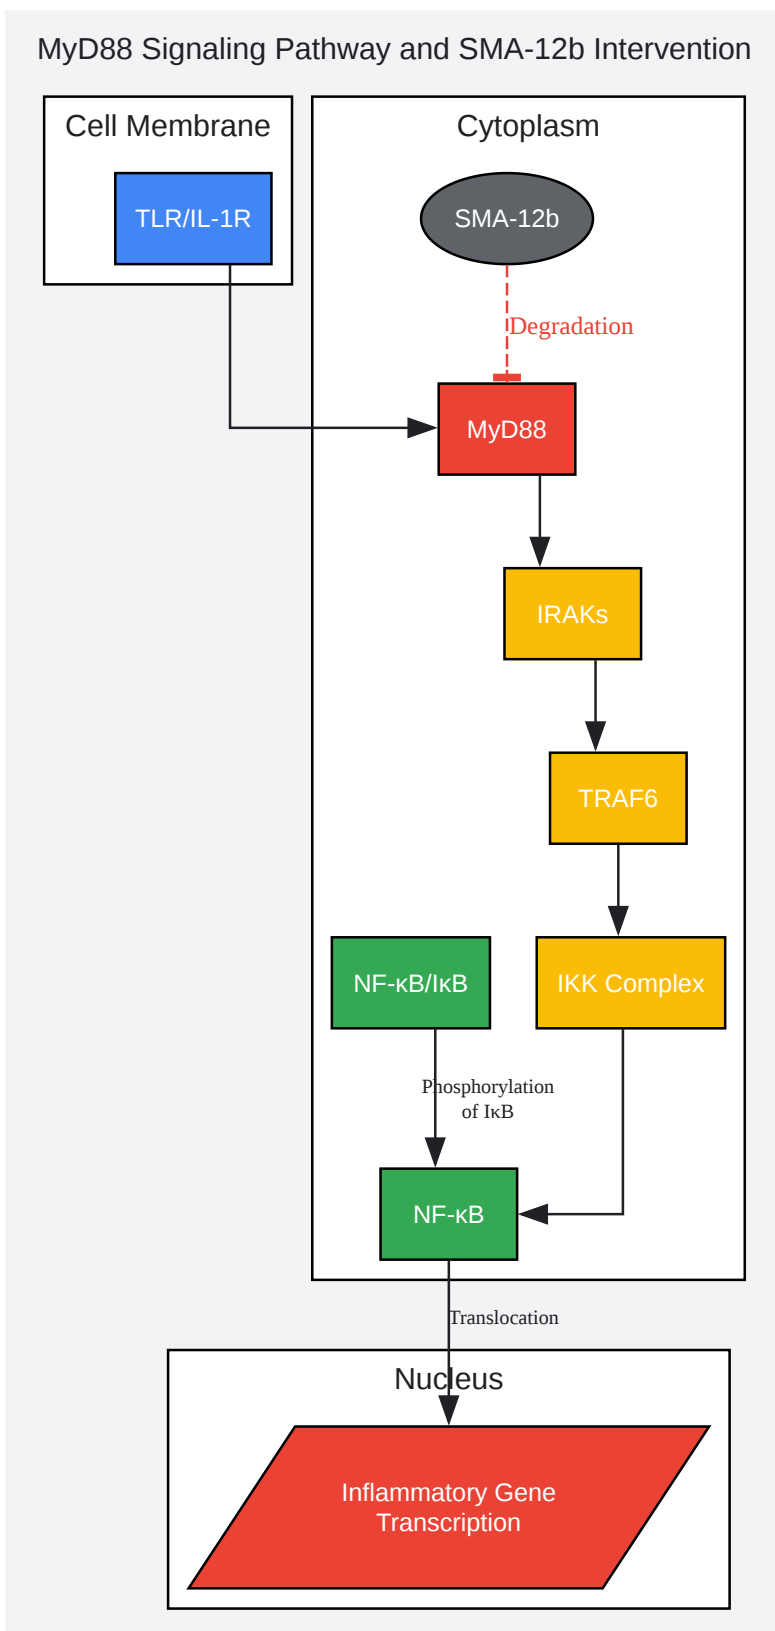 MyD88 Signaling Pathway and SMA-12b Intervention
Cell Membrane
Cytoplasm
TLR/IL-1R
SMA-12b
Degradation
MyD88
IRAKs
TRAF6
NF-κB/IκB
IKK Complex
Phosphorylation
of IκB
NF-κB
Translocation
Nucleus
Inflammatory Gene
Transcription